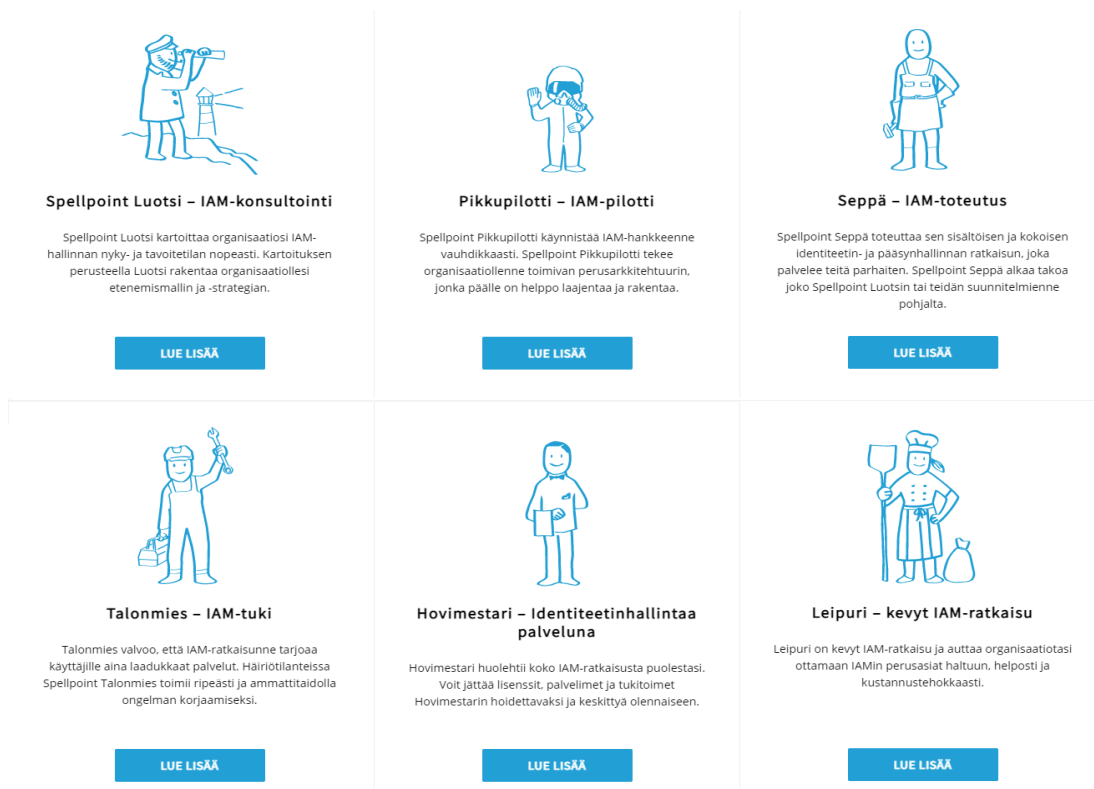 Spellpoint Luotsi – IAM-konsultointi
Spellpoint Luotsi kartoittaa organisaatiosi IAM-
hallinnan nyky- ja tavoitetilan nopeasti. Kartoituksen
perusteella Luotsi rakentaa organisaatiollesi
etenemismallin ja -strategian.
LUE LISÄÄ
Pikkupilotti – IAM-pilotti
Spellpoint Pikkupilotti käynnistää IAM-hankkeenne
vauhdikkaasti. Spellpoint Pikkupilotti tekee
organisaatiollenne toimivan perusarkkitehtuurin,
jonka päälle on helppo laajentaa ja rakentaa.
LUE LISÄÄ
Seppä – IAM-toteutus
Spellpoint Seppä toteuttaa sen sisältöisen ja kokoisen
identiteetin- ja pääsynhallinnan ratkaisun, joka
palvelee teitä parhaiten. Spellpoint Seppä alkaa takoa
joko Spellpoint Luotsin tai teidän suunnitelmienne
pohjalta.
LUE LISÄÄ
Talonmies – IAM-tuki
Talonmies valvoo, että IAM-ratkaisunne tarjoaa
käyttäjille aina laadukkaat palvelut. Häiriötilanteissa
Spellpoint Talonmies toimii ripeästi ja ammattitaidolla
ongelman korjaamiseksi.
LUE LISÄÄ
Hovimestari – Identiteetinhallintaa
palveluna
Hovimestari huolehtii koko IAM-ratkaisusta puolestasi.
Voit jättää lisenssit, palvelimet ja tukitoimet
Hovimestarin hoidettavaksi ja keskittyä olennaiseen.
LUE LISÄÄ
Leipuri – kevyt IAM-ratkaisu
Leipuri on kevyt IAM-ratkaisu ja auttaa organisaatiotasi
ottamaan IAMin perusasiat haltuun, helposti ja
kustannustehokkaasti.
LUE LISÄÄ